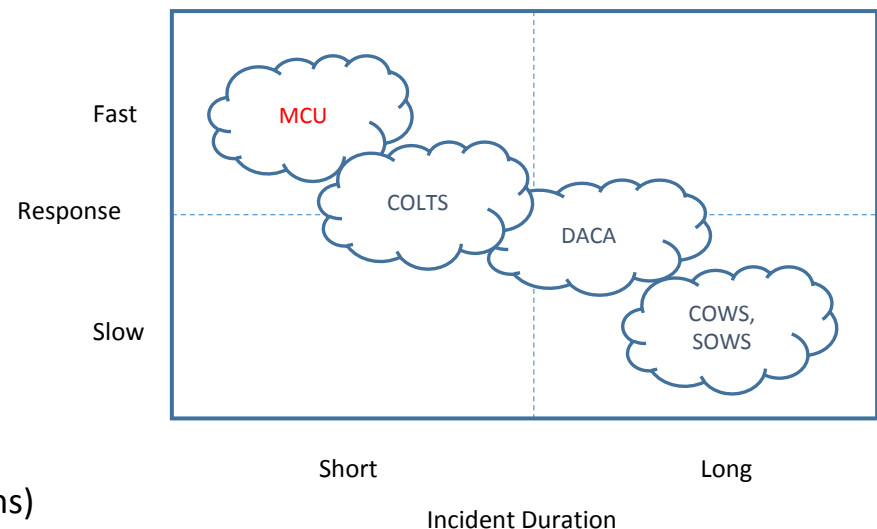 Fast
MCU
COLTS
Response
DACA
COWS,
SOWS
Slow
Short
Long
ns)
Incident Duration